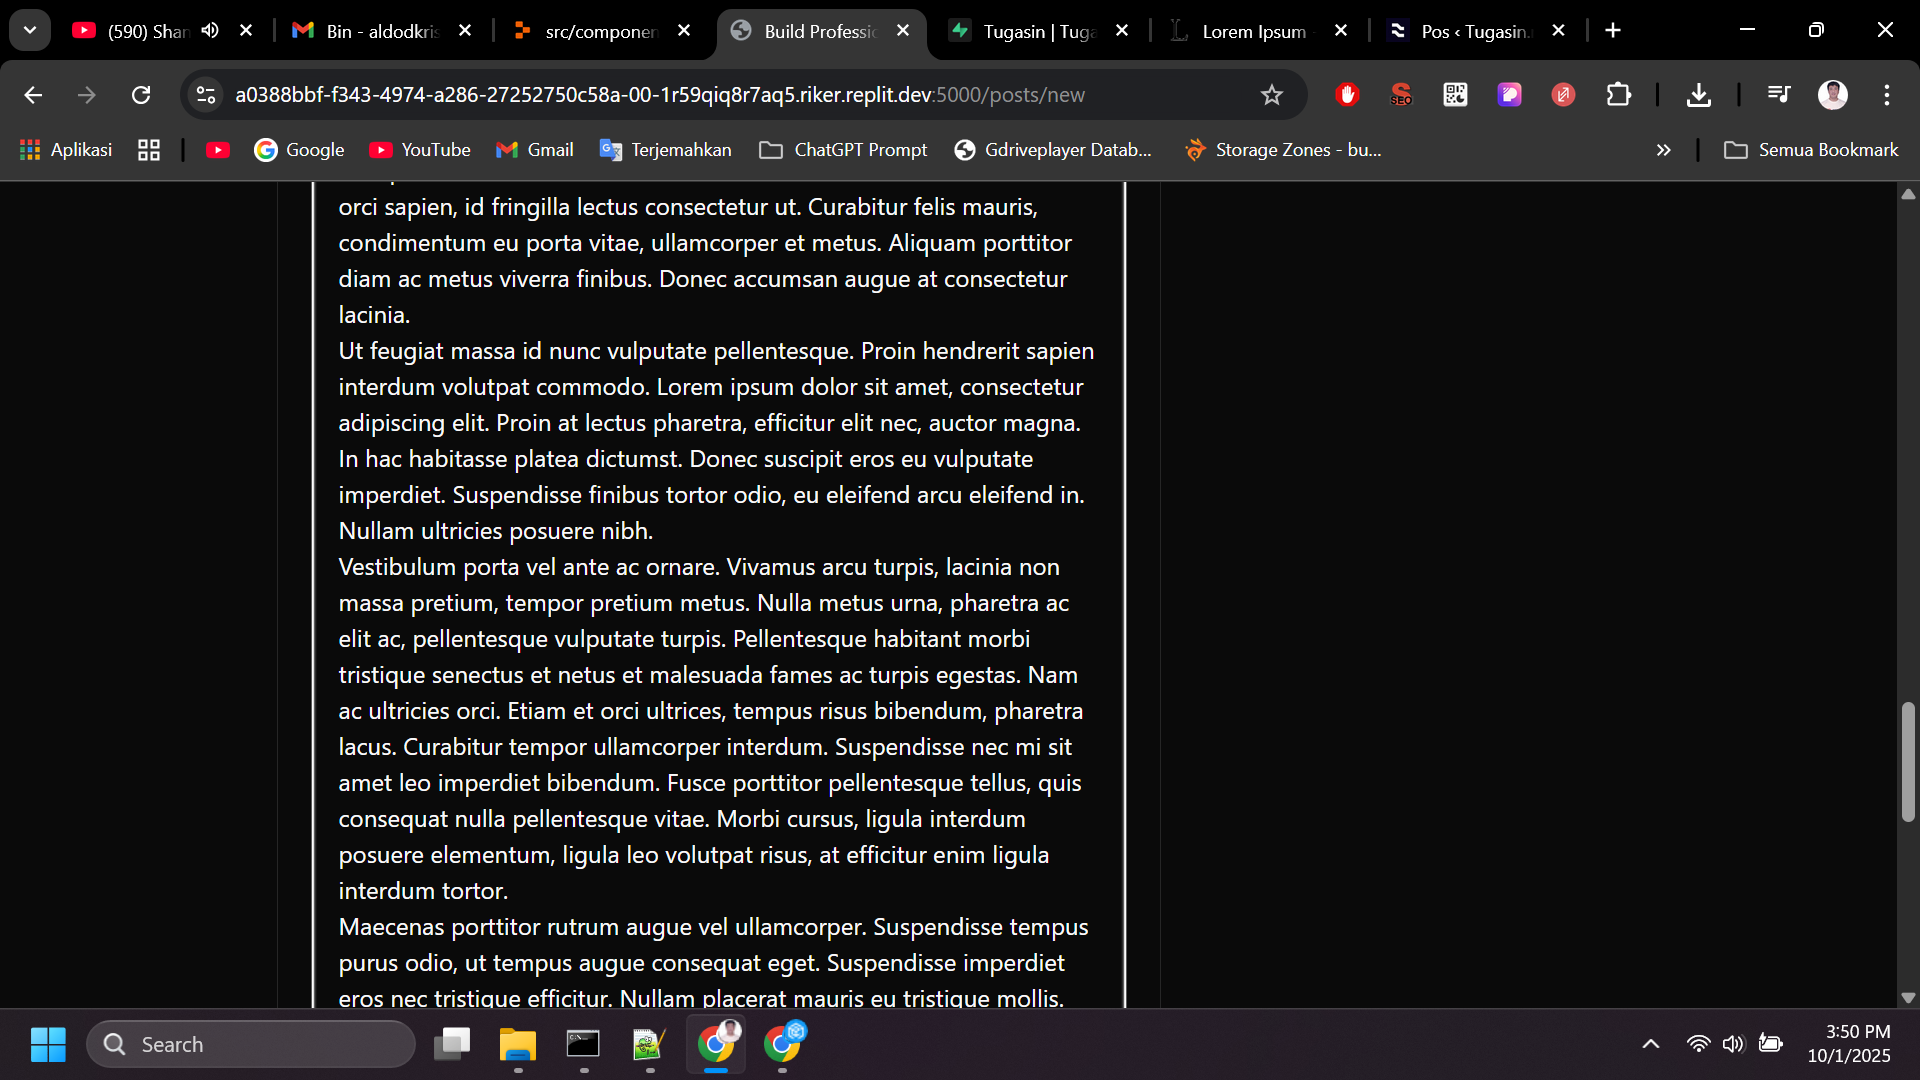 (590) Shan
Bin - aldodkris
src/componen
Build Professic
Tugasin | Tuga
Lorem Ipsum
Pos ‹ Tugasin.
a0388bbf-f343-4974-a286-27252750c58a-00-1r59qiq8r7aq5.riker.replit.dev:5000/posts/new
SEO
Aplikasi
Google
YouTube
Gmail
Terjemahkan
ChatGPT Prompt
Gdriveplayer Datab...
Storage Zones - bu...
Semua Bookmark
orci sapien, id fringilla lectus consectetur ut. Curabitur felis mauris,
condimentum eu porta vitae, ullamcorper et metus. Aliquam porttitor
diam ac metus viverra finibus. Donec accumsan augue at consectetur
lacinia.
Ut feugiat massa id nunc vulputate pellentesque. Proin hendrerit sapien
interdum volutpat commodo. Lorem ipsum dolor sit amet, consectetur
adipiscing elit. Proin at lectus pharetra, efficitur elit nec, auctor magna.
In hac habitasse platea dictumst. Donec suscipit eros eu vulputate
imperdiet. Suspendisse finibus tortor odio, eu eleifend arcu eleifend in.
Nullam ultricies posuere nibh.
Vestibulum porta vel ante ac ornare. Vivamus arcu turpis, lacinia non
massa pretium, tempor pretium metus. Nulla metus urna, pharetra ac
elit ac, pellentesque vulputate turpis. Pellentesque habitant morbi
tristique senectus et netus et malesuada fames ac turpis egestas. Nam
ac ultricies orci. Etiam et orci ultrices, tempus risus bibendum, pharetra
lacus. Curabitur tempor ullamcorper interdum. Suspendisse nec mi sit
amet leo imperdiet bibendum. Fusce porttitor pellentesque tellus, quis
consequat nulla pellentesque vitae. Morbi cursus, ligula interdum
posuere elementum, ligula leo volutpat risus, at efficitur enim ligula
interdum tortor.
Maecenas porttitor rutrum augue vel ullamcorper. Suspendisse tempus
purus odio, ut tempus augue consequat eget. Suspendisse imperdiet
eros nec tristique efficitur. Nullam placerat mauris eu tristique mollis.
Search
3:50 PM
10/1/2025